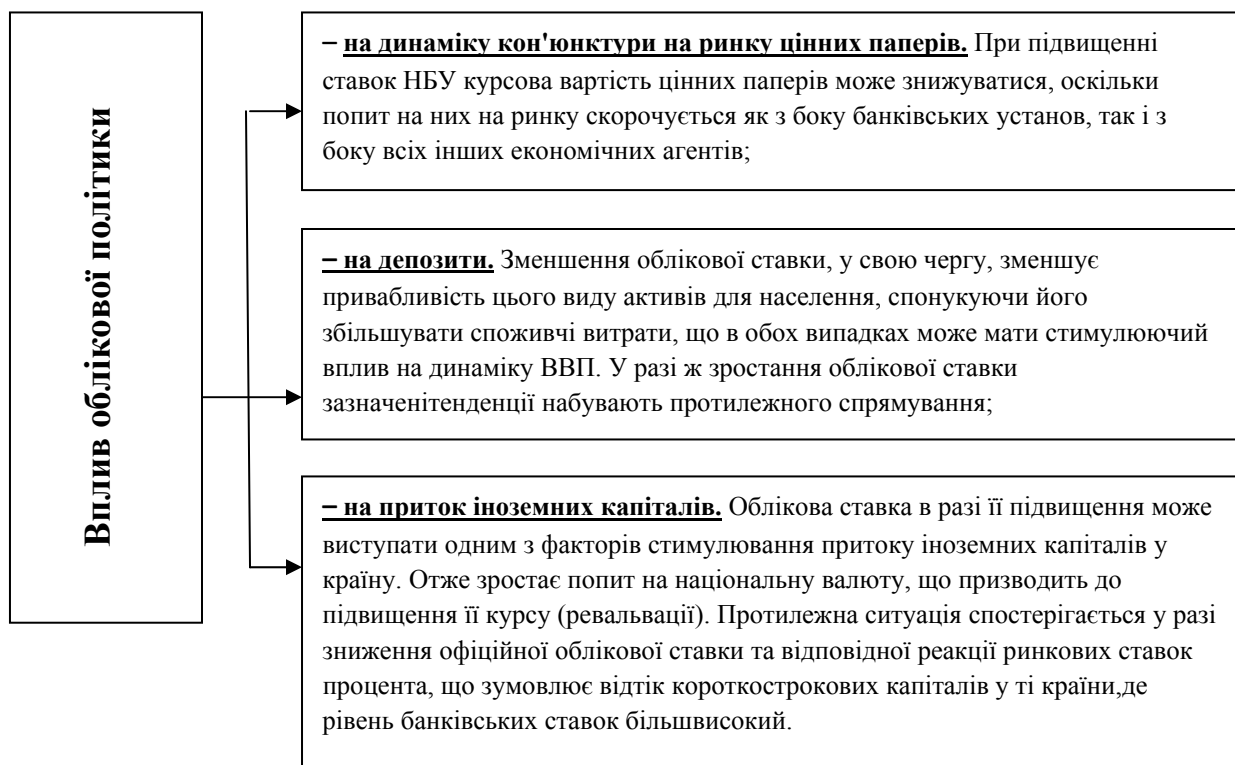 Вплив облікової політики
– на динаміку кон'юнктури на ринку цінних паперів. При підвищенні
ставок НБУ курсова вартість цінних паперів може знижуватися, оскільки
попит на них на ринку скорочується як з боку банківських установ, так і з
боку всіх інших економічних агентів;
– на депозити. Зменшення облікової ставки, у свою чергу, зменшує
привабливість цього виду активів для населення, спонукуючи його
збільшувати споживчі витрати, що в обох випадках може мати стимулюючий
вплив на динаміку ВВП. У разі ж зростання облікової ставки
зазначенітенденції набувають протилежного спрямування;
– на приток іноземних капіталів. Облікова ставка в разі її підвищення може
виступати одним з факторів стимулювання притоку іноземних капіталів у
країну. Отже зростає попит на національну валюту, що призводить до
підвищення її курсу (ревальвації). Протилежна ситуація спостерігається у разі
зниження офіційної облікової ставки та відповідної реакції ринкових ставок
процента, що зумовлює відтік короткострокових капіталів у ті країни,де
рівень банківських ставок більшвисокий.